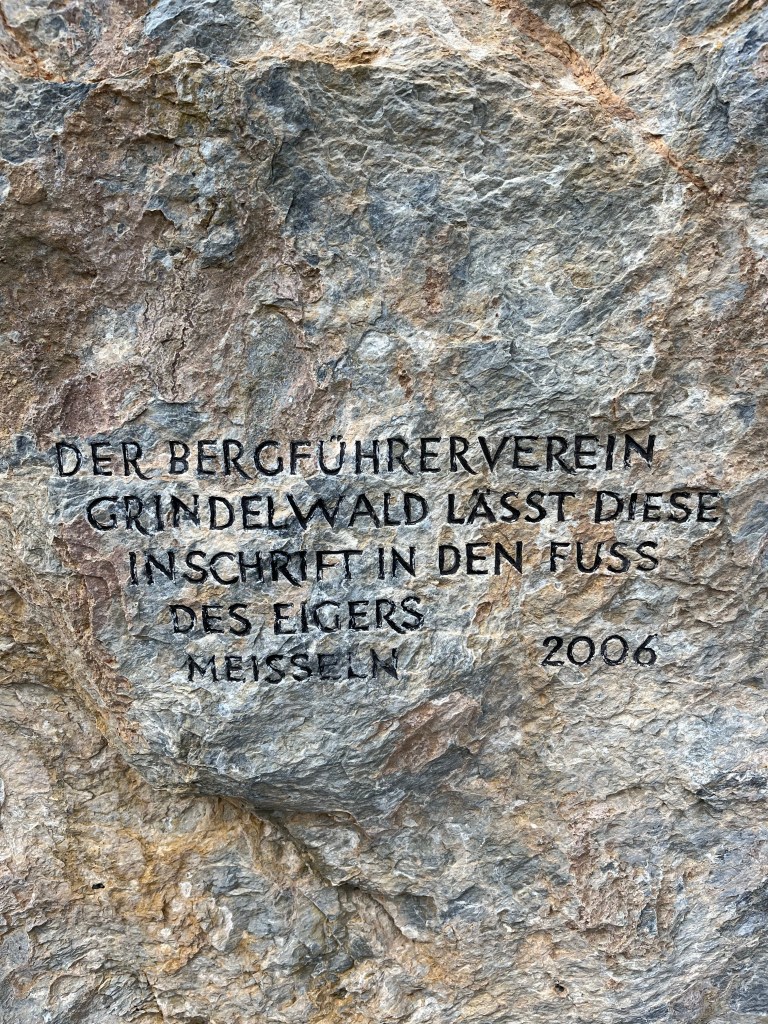 DER BERGFÜHRERVEREIN
GRINDELWALD LÄSST DIESE
INSCHRIFT IN DEN FUSS
DES EIGERS
MEISSELN 2006